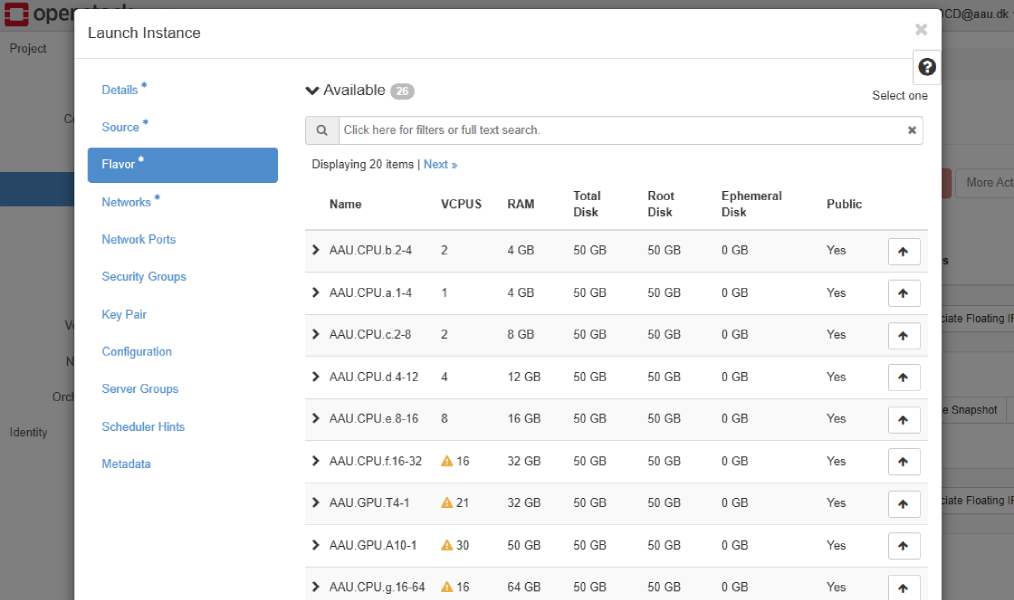 openstack
CD@aau.dk
Project
Identity
More Act
ciate Floating IP
e Snapshot
ciate Floating IP
Launch Instance
Details *
Source *
Flavor *
Networks *
Network Ports
Security Groups
Key Pair
Configuration
Server Groups
Scheduler Hints
Metadata
Available 26
Select one
Click here for filters or full text search.
Displaying 20 items | Next »
Name VCPUS RAM Total Disk Root Disk Ephemeral Disk Public
AAU.CPU.b.2-4 2 4 GB 50 GB 50 GB 0 GB Yes
AAU.CPU.a.1-4 1 4 GB 50 GB 50 GB 0 GB Yes
AAU.CPU.c.2-8 2 8 GB 50 GB 50 GB 0 GB Yes
AAU.CPU.d.4-12 4 12 GB 50 GB 50 GB 0 GB Yes
AAU.CPU.e.8-16 8 16 GB 50 GB 50 GB 0 GB Yes
AAU.CPU.f.16-32 16 32 GB 50 GB 50 GB 0 GB Yes
AAU.GPU.T4-1 21 32 GB 50 GB 50 GB 0 GB Yes
AAU.GPU.A10-1 30 50 GB 50 GB 50 GB 0 GB Yes
AAU.CPU.g.16-64 16 64 GB 50 GB 50 GB 0 GB Yes